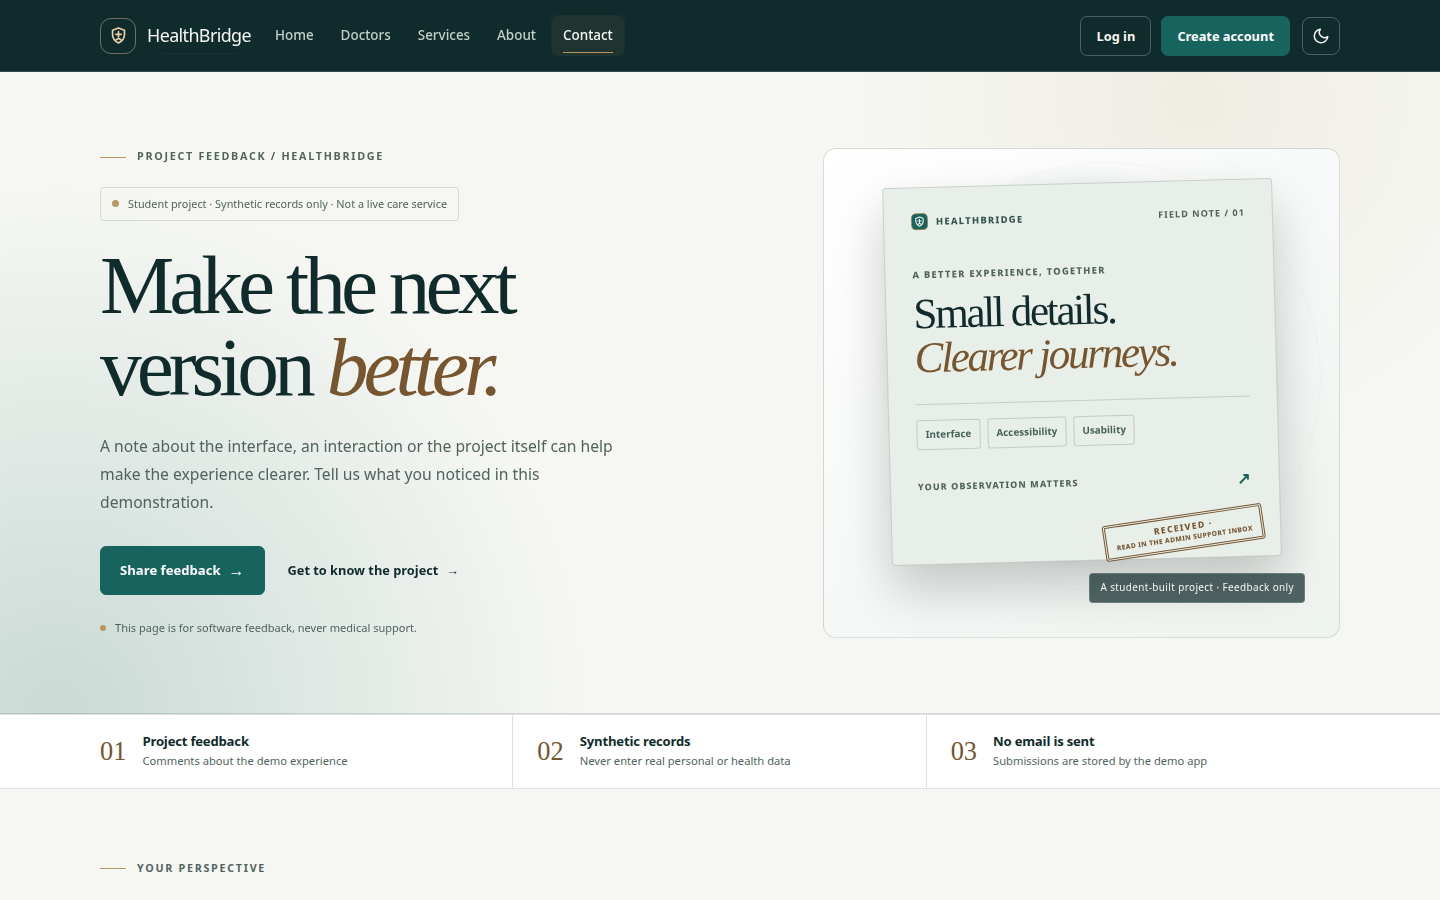 HealthBridge
Home
Doctors
Services
About
Contact
Log in
Create account
PROJECT FEEDBACK / HEALTHBRIDGE
Student project · Synthetic records only · Not a live care service
Make the next
version better.
A note about the interface, an interaction or the project itself can help
make the experience clearer. Tell us what you noticed in this
demonstration.
Share feedback →
Get to know the project →
This page is for software feedback, never medical support.
HEALTHBRIDGE
FIELD NOTE / 01
A BETTER EXPERIENCE, TOGETHER
Small details.
Clearer journeys.
Interface
Accessibility
Usability
YOUR OBSERVATION MATTERS
↗
RECEIVED ·
READ IN THE ADMIN SUPPORT INBOX
A student-built project · Feedback only
01
Project feedback
Comments about the demo experience
02
Synthetic records
Never enter real personal or health data
03
No email is sent
Submissions are stored by the demo app
YOUR PERSPECTIVE